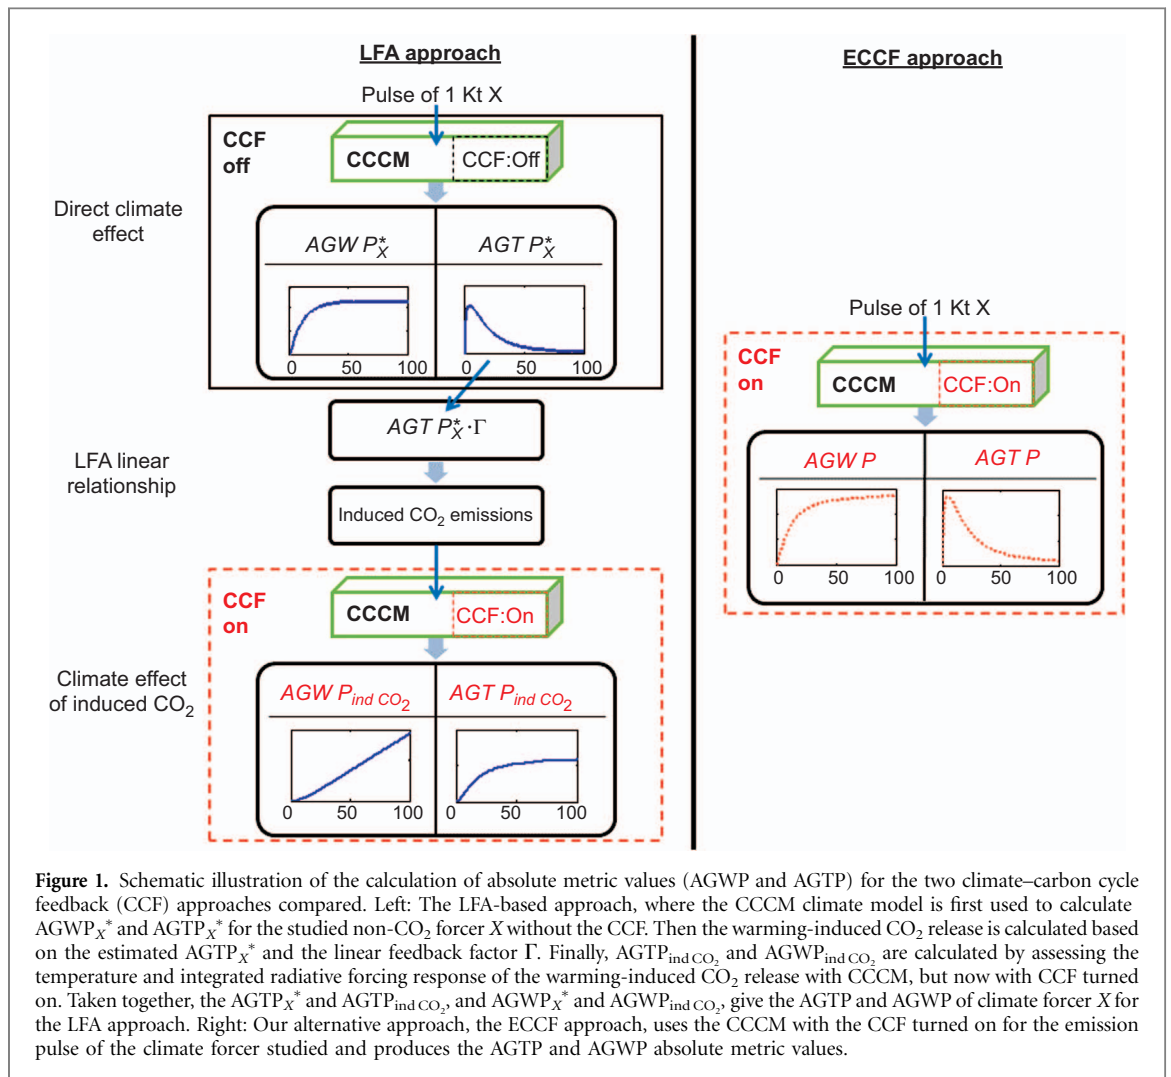 LFA approach
Pulse of 1 Kt X
CCF
off
CCCM
CCF:Off
Direct climate
effect
AGW P*X
AGT P*X
0 50 100
0 50 100
AGT P*X·Γ
LFA linear
relationship
Induced CO2 emissions
CCF
on
CCCM
CCF:On
Climate effect
of induced CO2
AGW Pind CO2
AGT Pind CO2
0 50 100
0 50 100
ECCF approach
Pulse of 1 Kt X
CCF
on
CCCM
CCF:On
AGW P
AGT P
0 50 100
0 50 100
Figure 1. Schematic illustration of the calculation of absolute metric values (AGWP and AGTP) for the two climate–carbon cycle
feedback (CCF) approaches compared. Left: The LFA-based approach, where the CCCM climate model is first used to calculate
AGWPX* and AGTPX* for the studied non-CO2 forcer X without the CCF. Then the warming-induced CO2 release is calculated based
on the estimated AGTPX* and the linear feedback factor Γ. Finally, AGTPind CO2 and AGWPind CO2 are calculated by assessing the
temperature and integrated radiative forcing response of the warming-induced CO2 release with CCCM, but now with CCF turned
on. Taken together, the AGTPX* and AGTPind CO2, and AGWPX* and AGWPind CO2, give the AGTP and AGWP of climate forcer X for
the LFA approach. Right: Our alternative approach, the ECCF approach, uses the CCCM with the CCF turned on for the emission
pulse of the climate forcer studied and produces the AGTP and AGWP absolute metric values.